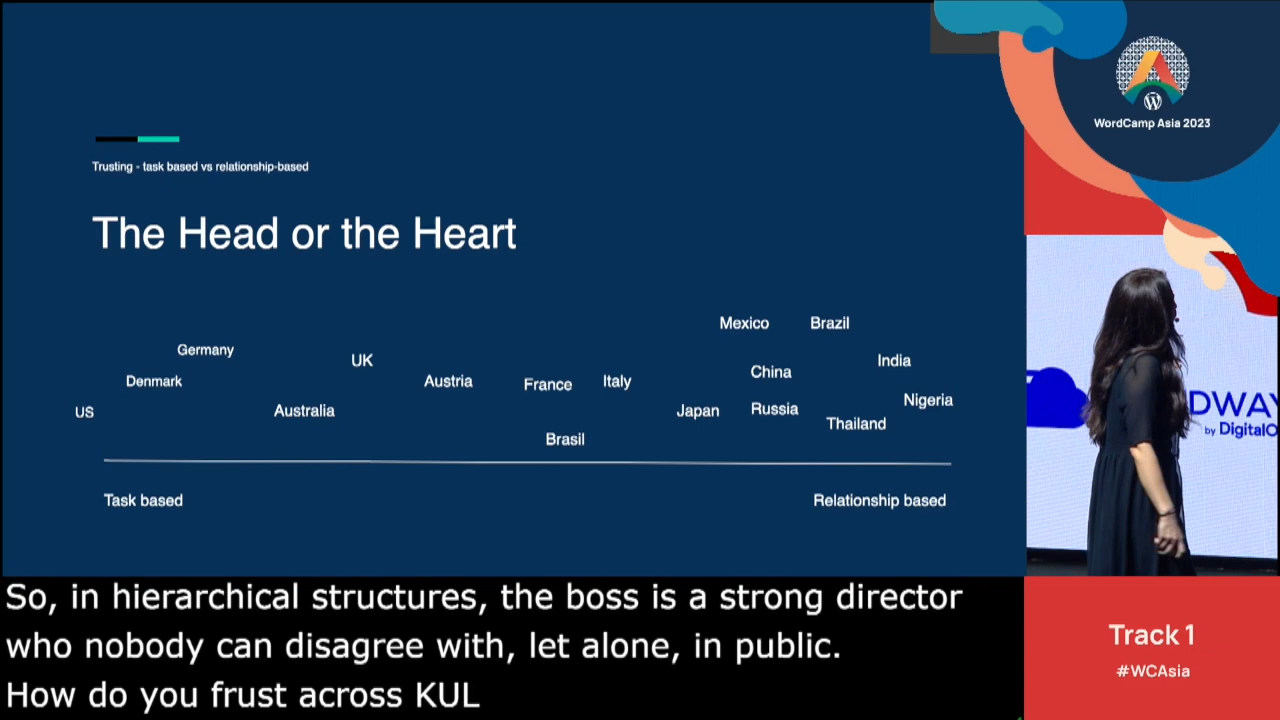 Trusting - task based vs relationship-based
The Head or the Heart
Mexico Brazil
Germany UK China India
Denmark Austria France Italy
US Australia Japan Russia Thailand Nigeria
Brasil
Task based Relationship based
So, in hierarchical structures, the boss is a strong director
who nobody can disagree with, let alone, in public.
How do you frust across KUL
WordCamp Asia 2023
DWAY
by DigitalO
Track 1
#WCAsia